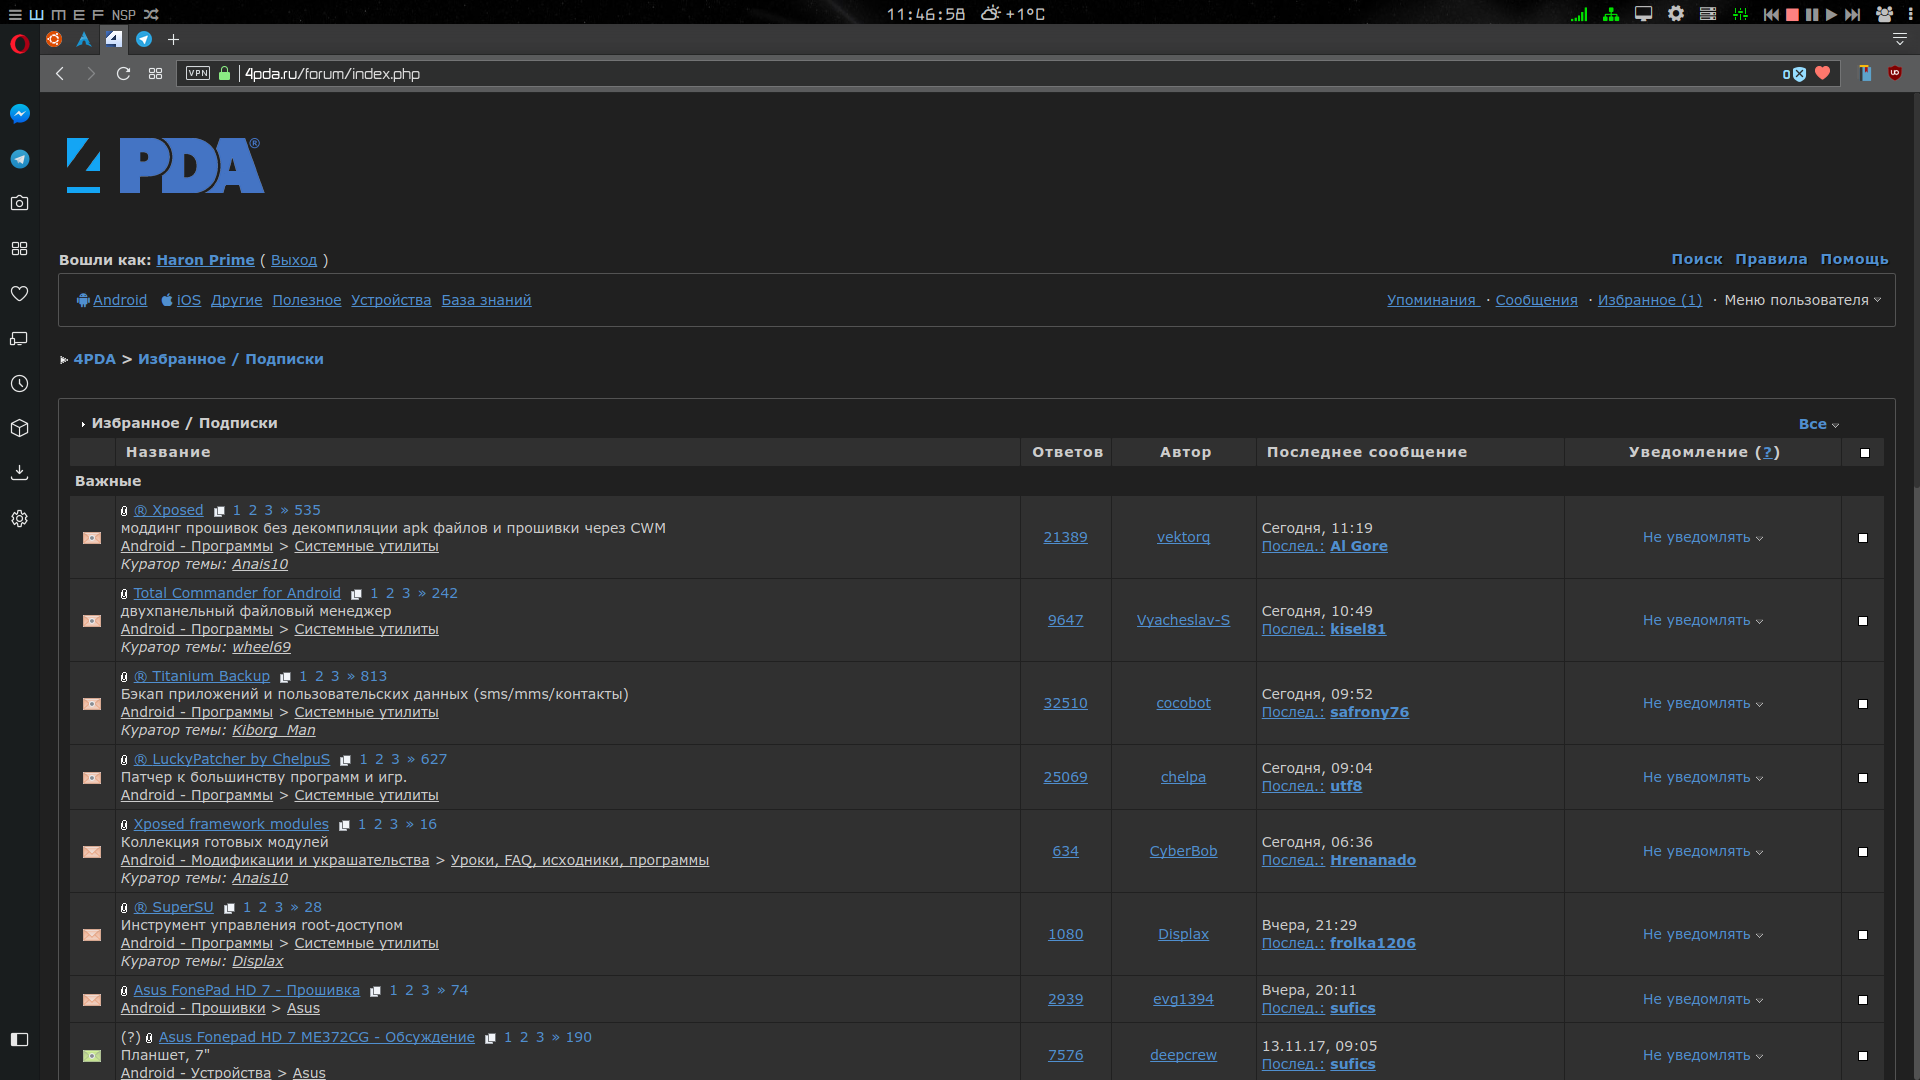 Ш M E F NSP 11:46:58 +1°C
VPN 4pda.ru/forum/index.php 0
4 PDA®
Вошли как: Haron Prime ( Выход )
Поиск Правила Помощь
Android iOS Другие Полезное Устройства База знаний
Упоминания · Сообщения · Избранное (1) · Меню пользователя
4PDA > Избранное / Подписки
Избранное / Подписки
Все
Название Ответов Автор Последнее сообщение Уведомление (?)
Важные
® Xposed 1 2 3 » 535
моддинг прошивок без декомпиляции apk файлов и прошивки через CWM
Android - Программы > Системные утилиты
Куратор темы: Anais10
21389
vektorq
Сегодня, 11:19
Послед.: Al Gore
Не уведомлять
Total Commander for Android 1 2 3 » 242
двухпанельный файловый менеджер
Android - Программы > Системные утилиты
Куратор темы: wheel69
9647
Vyacheslav-S
Сегодня, 10:49
Послед.: kisel81
Не уведомлять
® Titanium Backup 1 2 3 » 813
Бэкап приложений и пользовательских данных (sms/mms/контакты)
Android - Программы > Системные утилиты
Куратор темы: Kiborg_Man
32510
cocobot
Сегодня, 09:52
Послед.: safrony76
Не уведомлять
® LuckyPatcher by ChelpuS 1 2 3 » 627
Патчер к большинству программ и игр.
Android - Программы > Системные утилиты
25069
chelpa
Сегодня, 09:04
Послед.: utf8
Не уведомлять
Xposed framework modules 1 2 3 » 16
Коллекция готовых модулей
Android - Модификации и украшательства > Уроки, FAQ, исходники, программы
Куратор темы: Anais10
634
CyberBob
Сегодня, 06:36
Послед.: Hrenanado
Не уведомлять
® SuperSU 1 2 3 » 28
Инструмент управления root-доступом
Android - Программы > Системные утилиты
Куратор темы: Displax
1080
Displax
Вчера, 21:29
Послед.: frolka1206
Не уведомлять
Asus FonePad HD 7 - Прошивка 1 2 3 » 74
Android - Прошивки > Asus
2939
evg1394
Вчера, 20:11
Послед.: sufics
Не уведомлять
(?) Asus Fonepad HD 7 ME372CG - Обсуждение 1 2 3 » 190
Планшет, 7"
Android - Устройства > Asus
7576
deepcrew
13.11.17, 09:05
Послед.: sufics
Не уведомлять